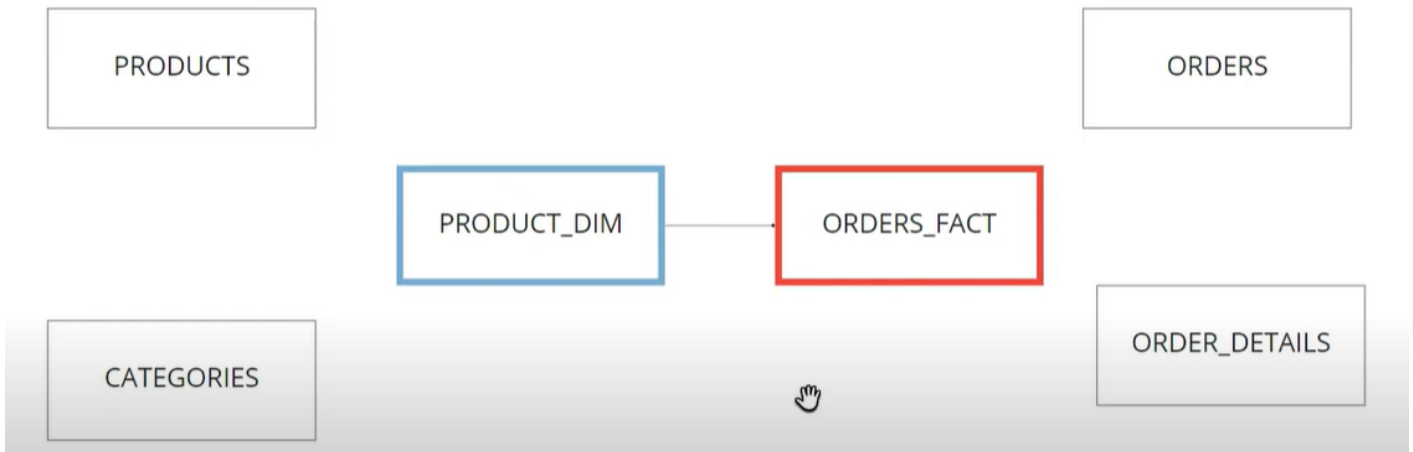 PRODUCTS
ORDERS
PRODUCT_DIM
ORDERS_FACT
ORDER_DETAILS
CATEGORIES